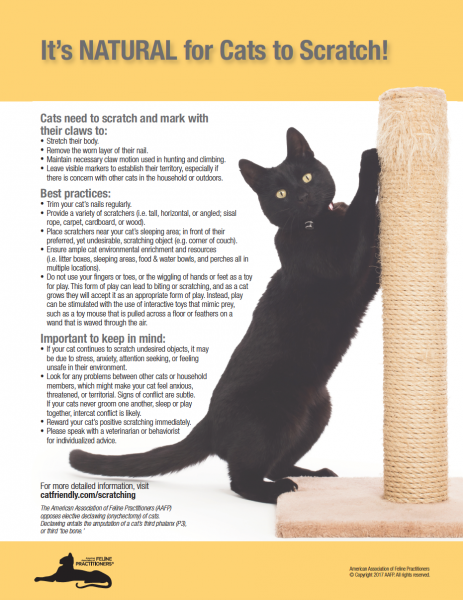 It's NATURAL for Cats to Scratch!
Cats need to scratch and mark with
their claws to:
• Stretch their body.
• Remove the worn layer of their nail.
• Maintain necessary claw motion used in hunting and climbing.
• Leave visible markers to establish their territory, especially if
there is concern with other cats in the household or outdoors.
Best practices:
• Trim your cat's nails regularly.
• Provide a variety of scratchers (i.e. tall, horizontal, or angled; sisal
rope, carpet, cardboard, or wood).
• Place scratchers near your cat's sleeping area; in front of their
preferred, yet undesirable, scratching object (e.g. corner of couch).
• Ensure ample cat environmental enrichment and resources
(i.e. litter boxes, sleeping areas, food & water bowls, and perches all in
multiple locations).
• Do not use your fingers or toes, or the wiggling of hands or feet as a toy
for play. This form of play can lead to biting or scratching, and as a cat
grows they will accept it as an appropriate form of play. Instead, play
can be stimulated with the use of interactive toys that mimic prey,
such as a toy mouse that is pulled across a floor or feathers on a
wand that is waved through the air.
Important to keep in mind:
• If your cat continues to scratch undesired objects, it may
be due to stress, anxiety, attention seeking, or feeling
unsafe in their environment.
• Look for any problems between other cats or household
members, which might make your cat feel anxious,
threatened, or territorial. Signs of conflict are subtle.
If your cats never groom one another, sleep or play
together, intercat conflict is likely.
• Reward your cat's positive scratching immediately.
• Please speak with a veterinarian or behaviorist
for individualized advice.
For more detailed information, visit
catfriendly.com/scratching
The American Association of Feline Practitioners (AAFP)
opposes elective declawing (onychectomy) of cats.
Declawing entails the amputation of a cat's third phalanx (P3),
or third 'toe bone.'
FELINE
PRACTITIONERS
American Association of Feline Practitioners
© Copyright 2017 AAFP. All rights reserved.